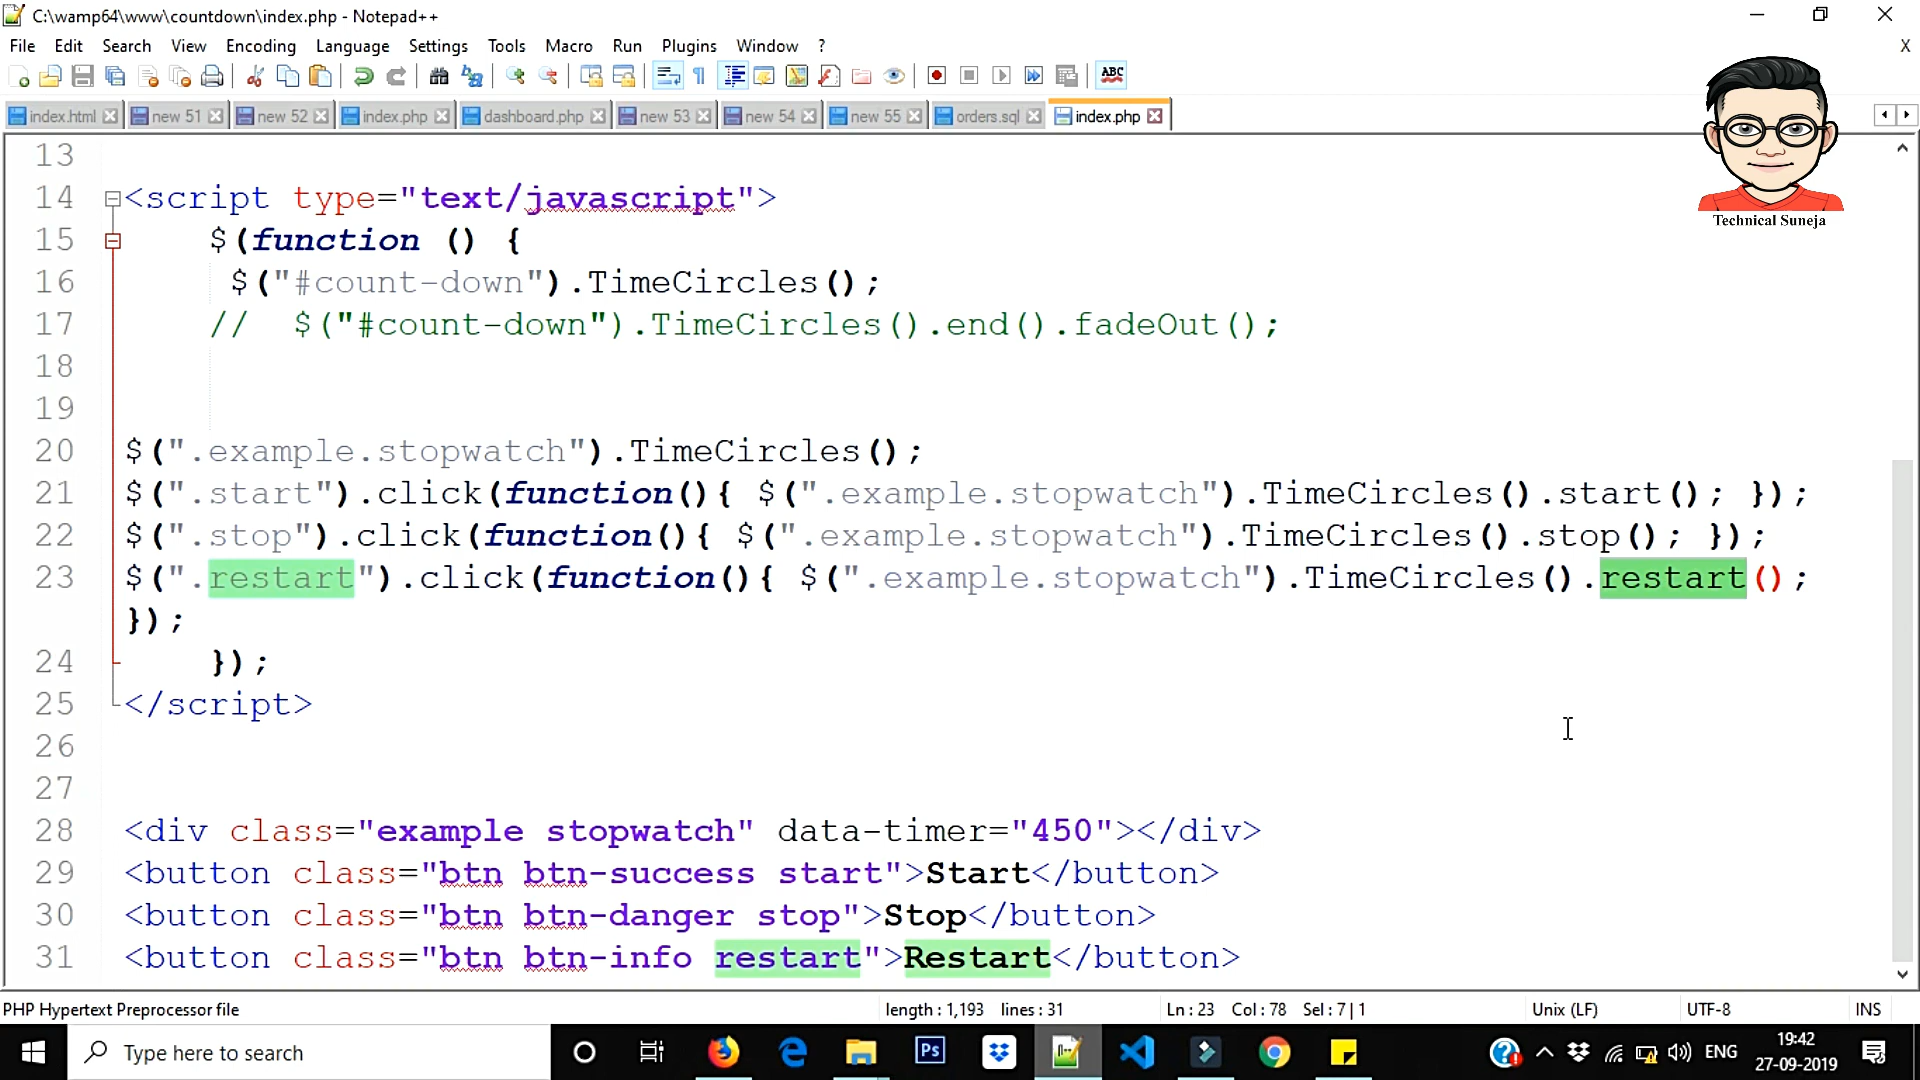 C:\wamp64\www\countdown\index.php - Notepad++
File Edit Search View Encoding Language Settings Tools Macro Run Plugins Window ? X
ABC
index.html new 51 new 52 index.php dashboard.php new 53 new 54 new 55 orders.sql index.php
Technical Suneja
13
14 <script type="text/javascript">
15 $(function () {
16 $("#count-down").TimeCircles();
17 // $("#count-down").TimeCircles().end().fadeOut();
18
19
20 $(".example.stopwatch").TimeCircles();
21 $(".start").click(function(){ $(".example.stopwatch").TimeCircles().start(); });
22 $(".stop").click(function(){ $(".example.stopwatch").TimeCircles().stop(); });
23 $(".restart").click(function(){ $(".example.stopwatch").TimeCircles().restart();
});
24 });
25 </script>
26
27
28 <div class="example stopwatch" data-timer="450"></div>
29 <button class="btn btn-success start">Start</button>
30 <button class="btn btn-danger stop">Stop</button>
31 <button class="btn btn-info restart">Restart</button>
PHP Hypertext Preprocessor file length : 1,193 lines : 31 Ln : 23 Col : 78 Sel : 7 | 1 Unix (LF) UTF-8 INS
Type here to search Ps ENG 19:42
27-09-2019